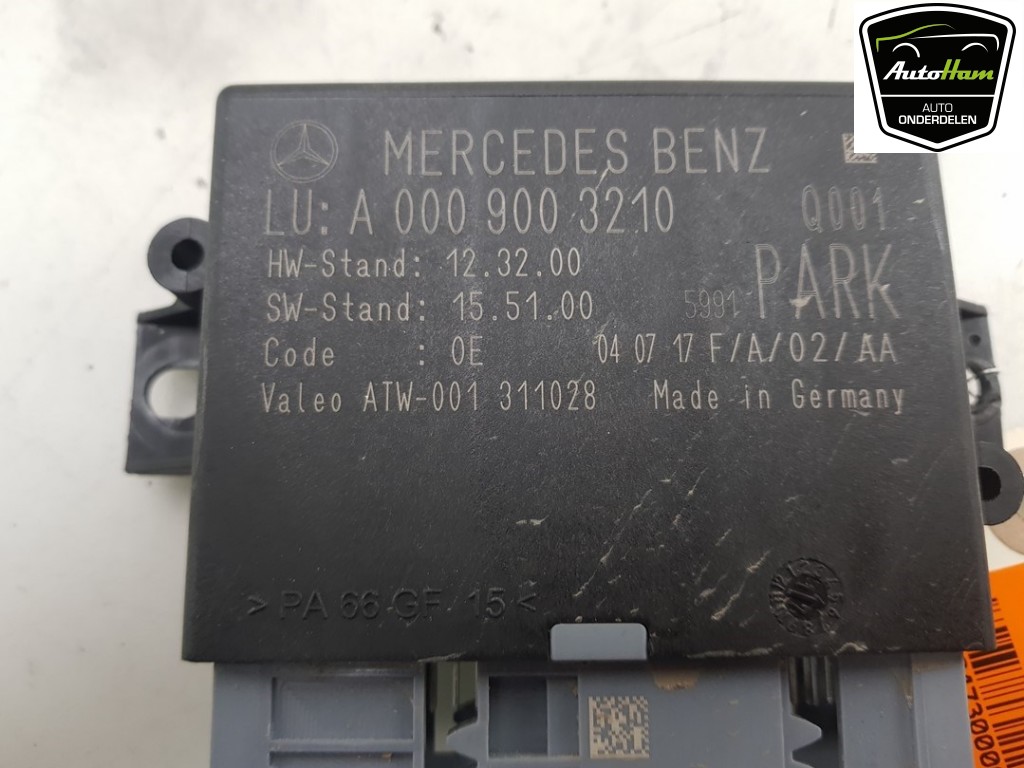 AutoHam
AUTO
ONDERDELEN
MERCEDES BENZ
LU: A 000 900 3210 Q001
HW-Stand: 12.32.00
SW-Stand: 15.51.00 5991 PARK
Code : 0E 04 07 17 F/A/02/AA
Valeo ATW-001 311028 Made in Germany
> PA 66 GF 15 <